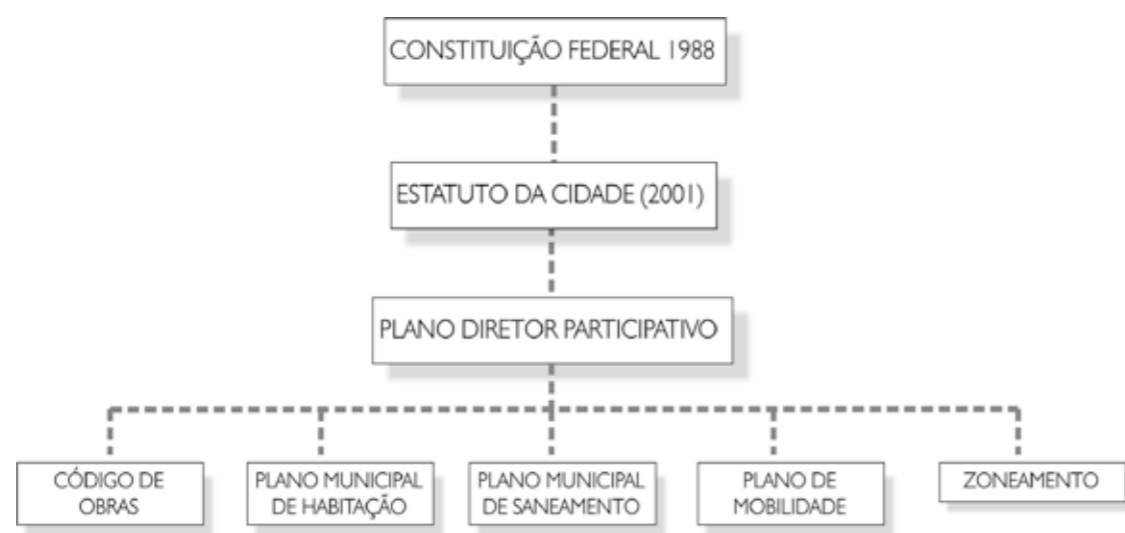 CONSTITUIÇÃO FEDERAL 1988
ESTATUTO DA CIDADE (2001)
PLANO DIRETOR PARTICIPATIVO
CÓDIGO DE
OBRAS
PLANO MUNICIPAL
DE HABITAÇÃO
PLANO MUNICIPAL
DE SANEAMENTO
PLANO DE
MOBILIDADE
ZONEAMENTO